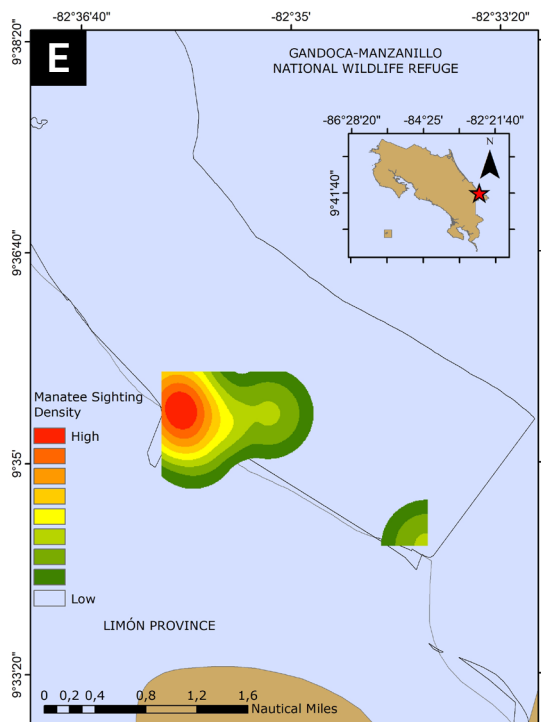 -82°36'40" -82°35' -82°33'20"
9°38'20"
E
GANDOCA-MANZANILLO
NATIONAL WILDLIFE REFUGE
-86°28'20" -84°25' -82°21'40"
N
9°41'40"
9°36'40"
Manatee Sighting
Density
High
9°35'
Low
LIMÓN PROVINCE
9°33'20"
0 0,2 0,4 0,8 1,2 1,6
Nautical Miles